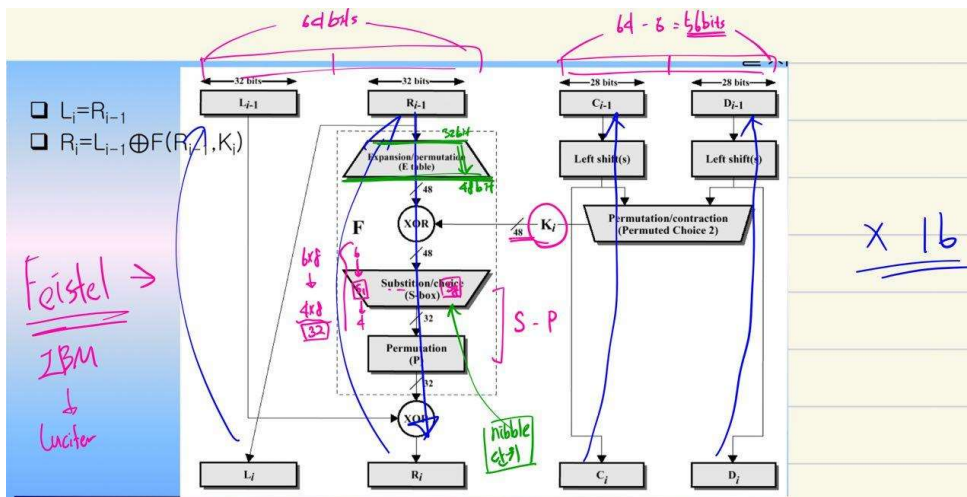 64 bits
64 - 8 = 56bits
32 bits
32 bits
28 bits
28 bits
Li-1
Ri-1
Ci-1
Di-1
❑ Li=Ri-1
❑ Ri=Li-1⊕F(Ri-1,Ki)
32bit
Expansion/permutation
(E table)
48bit
Left shift(s)
Left shift(s)
48
F
XOR
48
Ki
Permutation/contraction
(Permuted Choice 2)
x 16
48
Feistel →
6x8
6
Substition/choice
(S-box)
4x8
4
32
32
S - P
IBM
Permutation
(P)
32
Lucifer
XOR
nibble
Li
Ri
Ci
Di